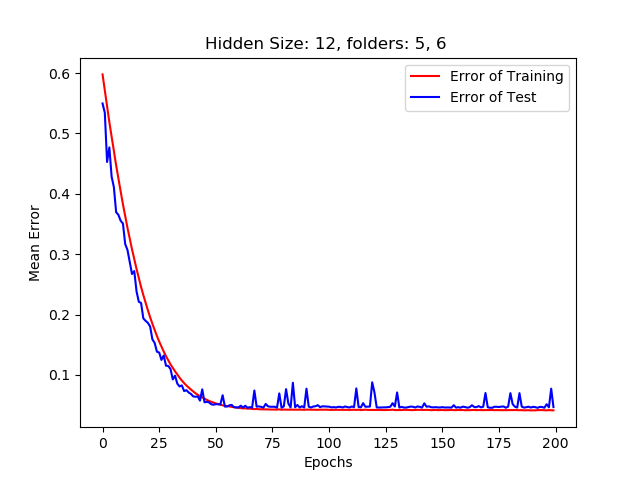 Hidden Size: 12, folders: 5, 6
Error of Training
Error of Test
Mean Error
0.6
0.5
0.4
0.3
0.2
0.1
0 25 50 75 100 125 150 175 200
Epochs